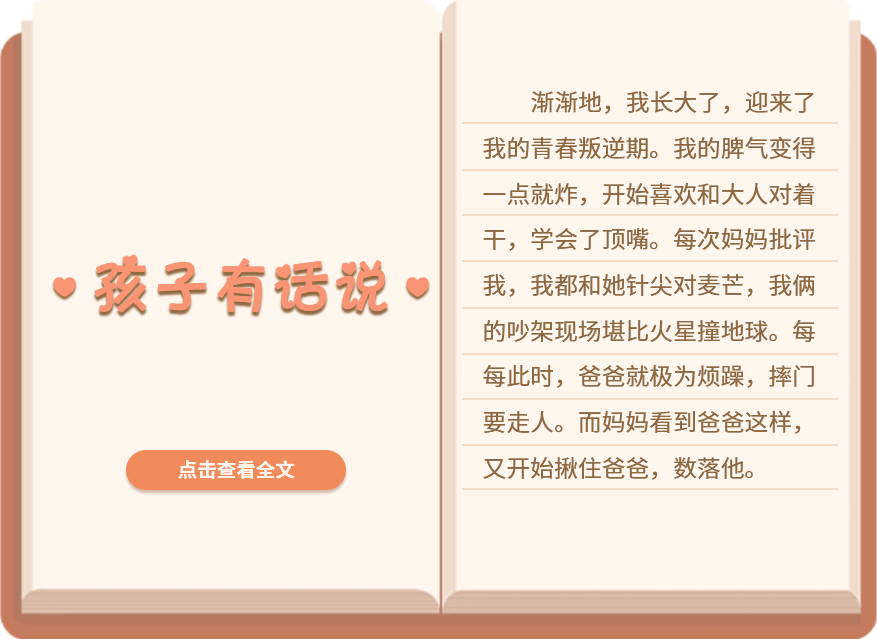 孩子有话说
点击查看全文
渐渐地，我长大了，迎来了
我的青春叛逆期。我的脾气变得
一点就炸，开始喜欢和大人对着
干，学会了顶嘴。每次妈妈批评
我，我都和她针尖对麦芒，我俩
的吵架现场堪比火星撞地球。每
每此时，爸爸就极为烦躁，摔门
要走人。而妈妈看到爸爸这样，
又开始揪住爸爸，数落他。